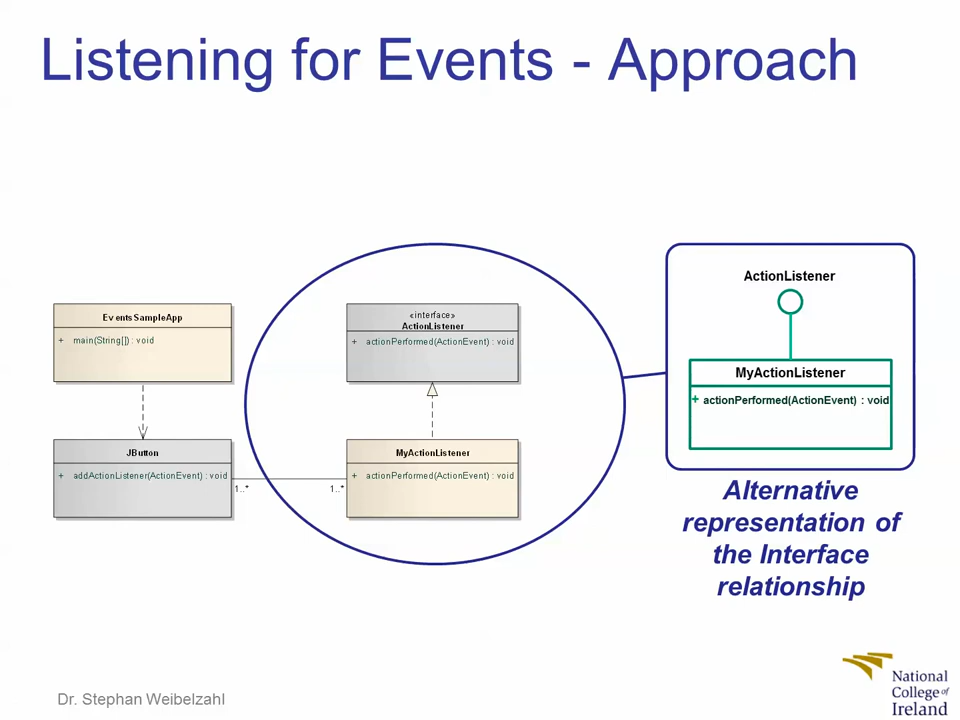 Listening for Events - Approach
EventsSampleApp
+ main(String[]) : void
«interface»
ActionListener
+ actionPerformed(ActionEvent) : void
JButton
+ addActionListener(ActionEvent) : void
1..*
1..*
MyActionListener
+ actionPerformed(ActionEvent) : void
ActionListener
MyActionListener
+ actionPerformed(ActionEvent) : void
Alternative
representation of
the Interface
relationship
Dr. Stephan Weibelzahl
National
College of
Ireland